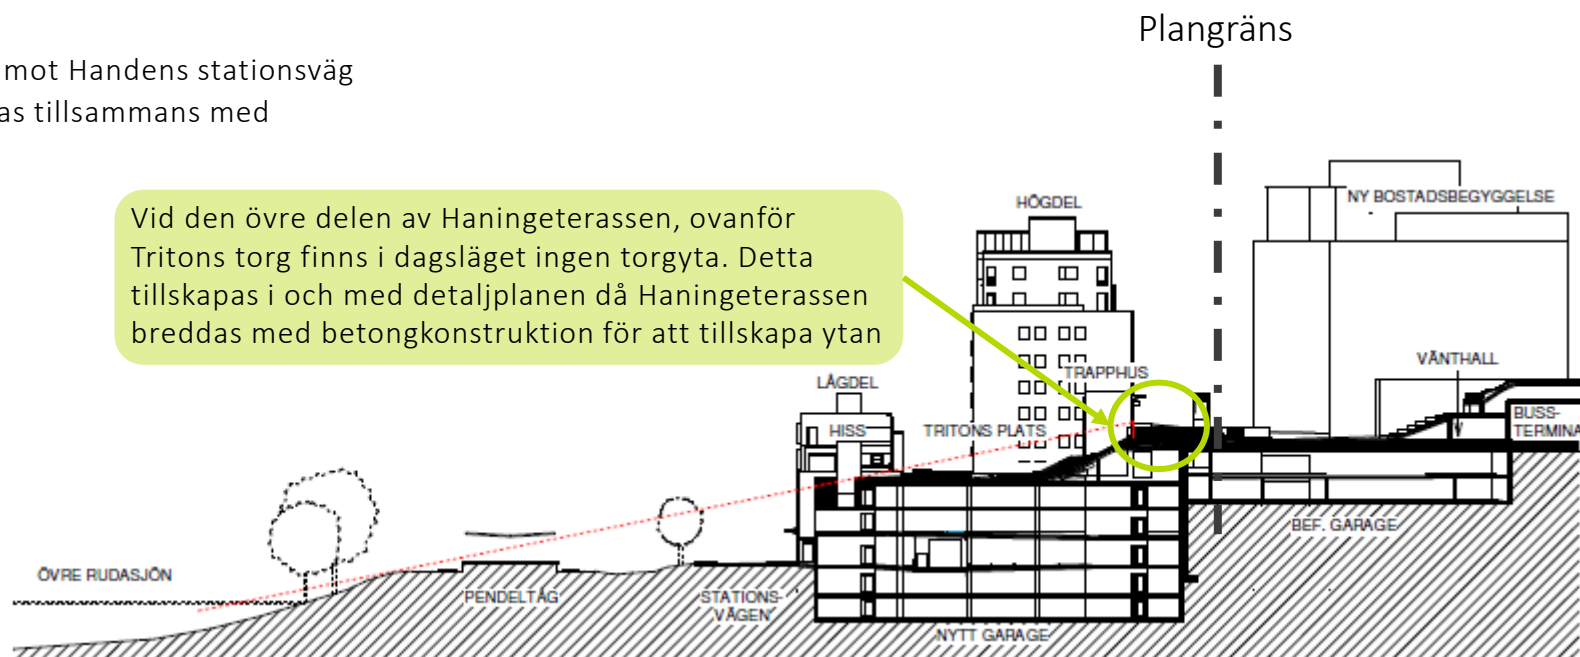 Plangräns
mot Handens stationsväg
as tillsammans med
Vid den övre delen av Haningeterassen, ovanför
Tritons torg finns i dagsläget ingen torgyta. Detta
tillskapas i och med detaljplanen då Haningeterassen
breddas med betongkonstruktion för att tillskapa ytan
HÖGDEL
NY BOSTADSBEGYGGELSE
TRAPPHUS
VÄNTHALL
LÅGDEL
HISS
TRITONS PLATS
BUSS-
TERMINA
BEF. GARAGE
ÖVRE RUDASJÖN
PENDELTÅG
STATIONS-
VÄGEN
NYTT GARAGE